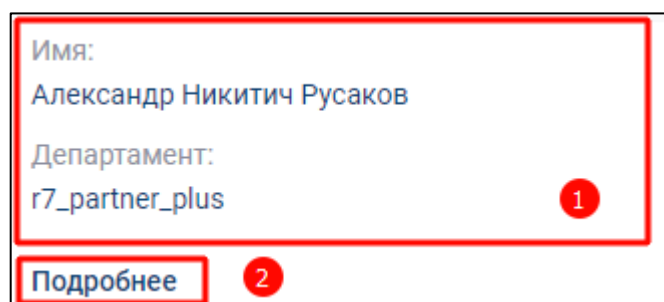 Имя:
Александр Никитич Русаков
Департамент:
r7_partner_plus
1
Подробнее
2